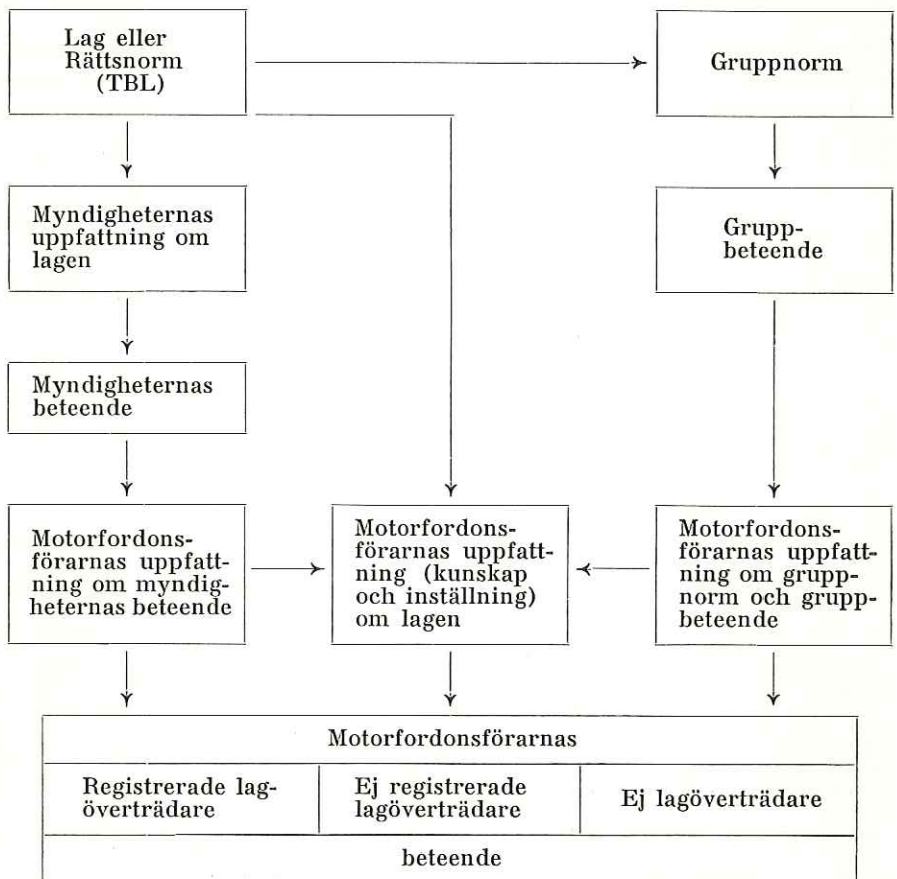 Lag eller
Rättsnorm
(TBL)
Gruppnorm
Myndigheternas
uppfattning om
lagen
Grupp-
beteende
Myndigheternas
beteende
Motorfordons-
förarnas uppfatt-
ning om myndig-
heternas beteende
Motorfordons-
förarnas uppfatt-
ning (kunskap
och inställning)
om lagen
Motorfordons-
förarnas uppfatt-
ning om grupp-
norm och grupp-
beteende
Motorfordonsförarnas
Registrerade lag-
överträdare
Ej registrerade
lagöverträdare
Ej lagöverträdare
beteende